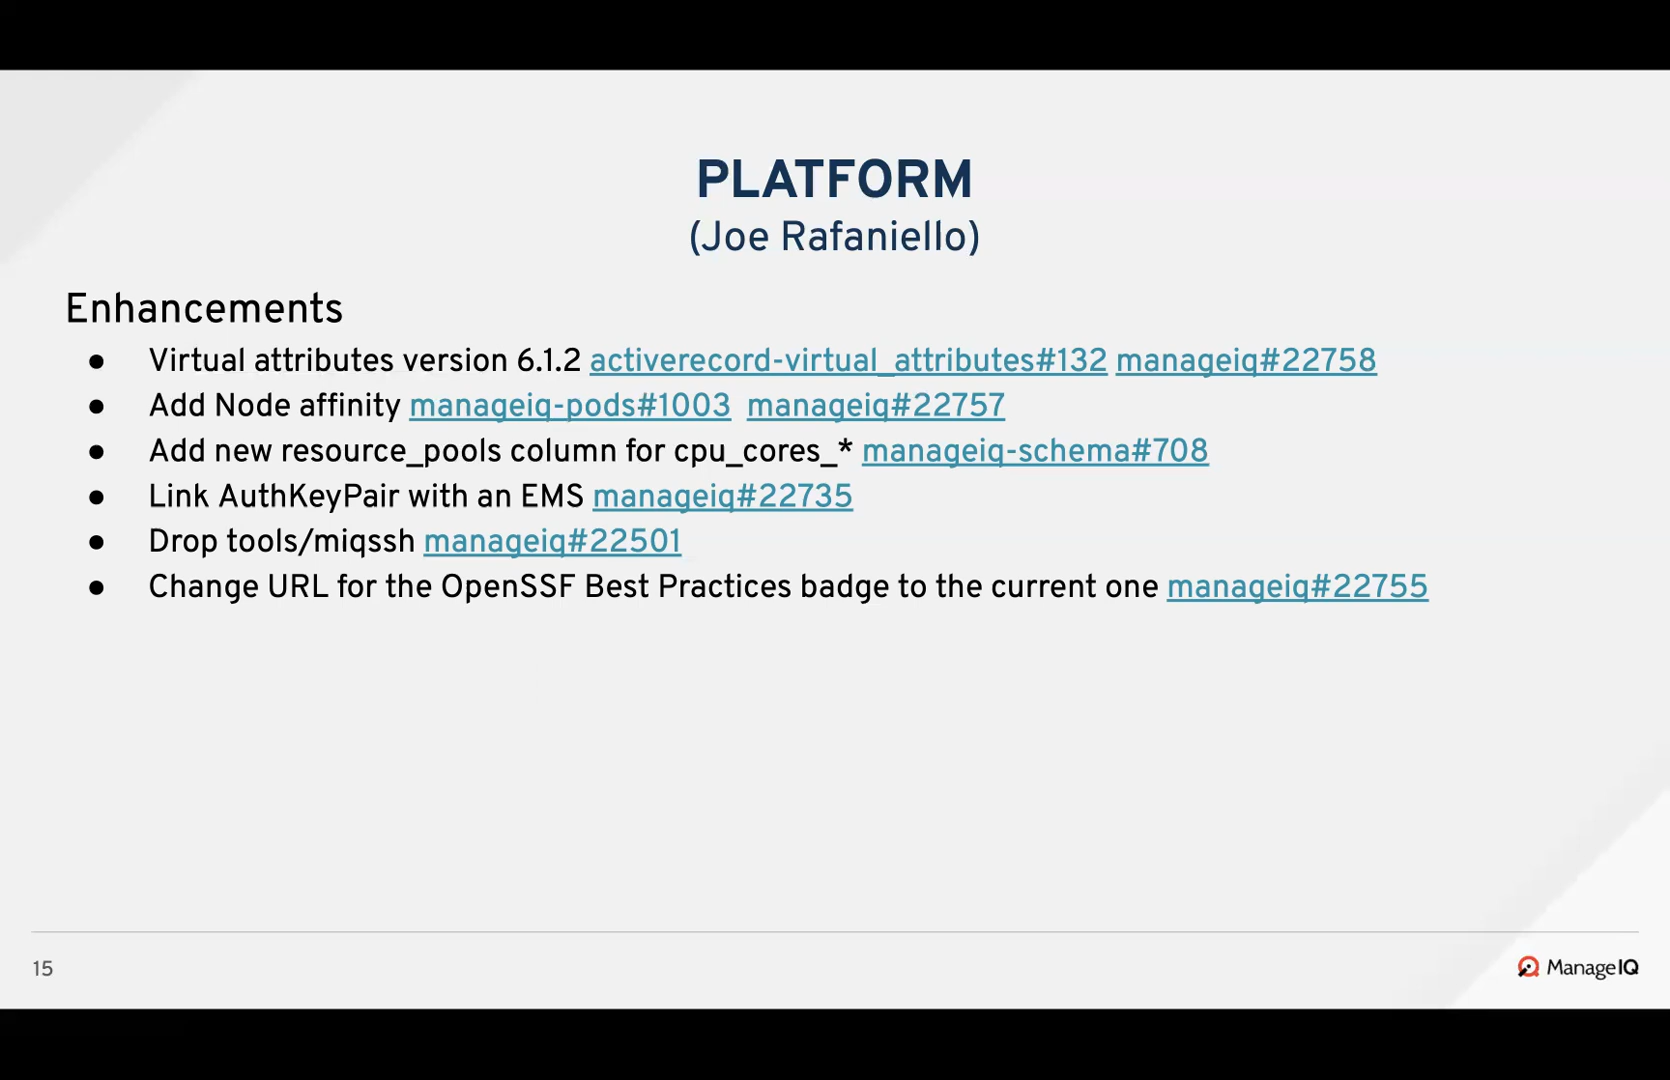 PLATFORM
(Joe Rafaniello)
Enhancements
● Virtual attributes version 6.1.2 activerecord-virtual_attributes#132 manageiq#22758
● Add Node affinity manageiq-pods#1003 manageiq#22757
● Add new resource_pools column for cpu_cores_* manageiq-schema#708
● Link AuthKeyPair with an EMS manageiq#22735
● Drop tools/miqssh manageiq#22501
● Change URL for the OpenSSF Best Practices badge to the current one manageiq#22755
15
ManageIQ